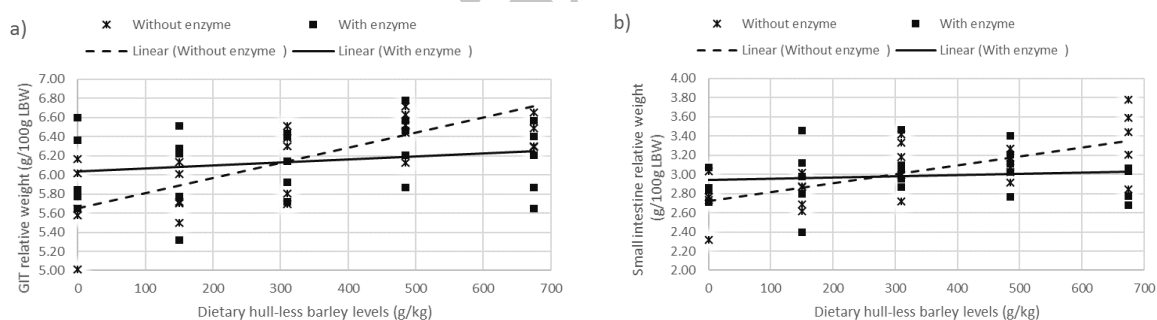 a)
Without enzyme With enzyme
Linear (Without enzyme ) Linear (With enzyme )
GIT relative weight (g/100g LBW)
7.00
6.80
6.60
6.40
6.20
6.00
5.80
5.60
5.40
5.20
5.00
0 100 200 300 400 500 600 700
Dietary hull-less barley levels (g/kg)
b)
Without enzyme With enzyme
Linear (Without enzyme ) Linear (With enzyme )
Small intestine relative weight
(g/100g LBW)
4.00
3.80
3.60
3.40
3.20
3.00
2.80
2.60
2.40
2.20
2.00
0 100 200 300 400 500 600 700
Dietary hull-less barley levels (g/kg)